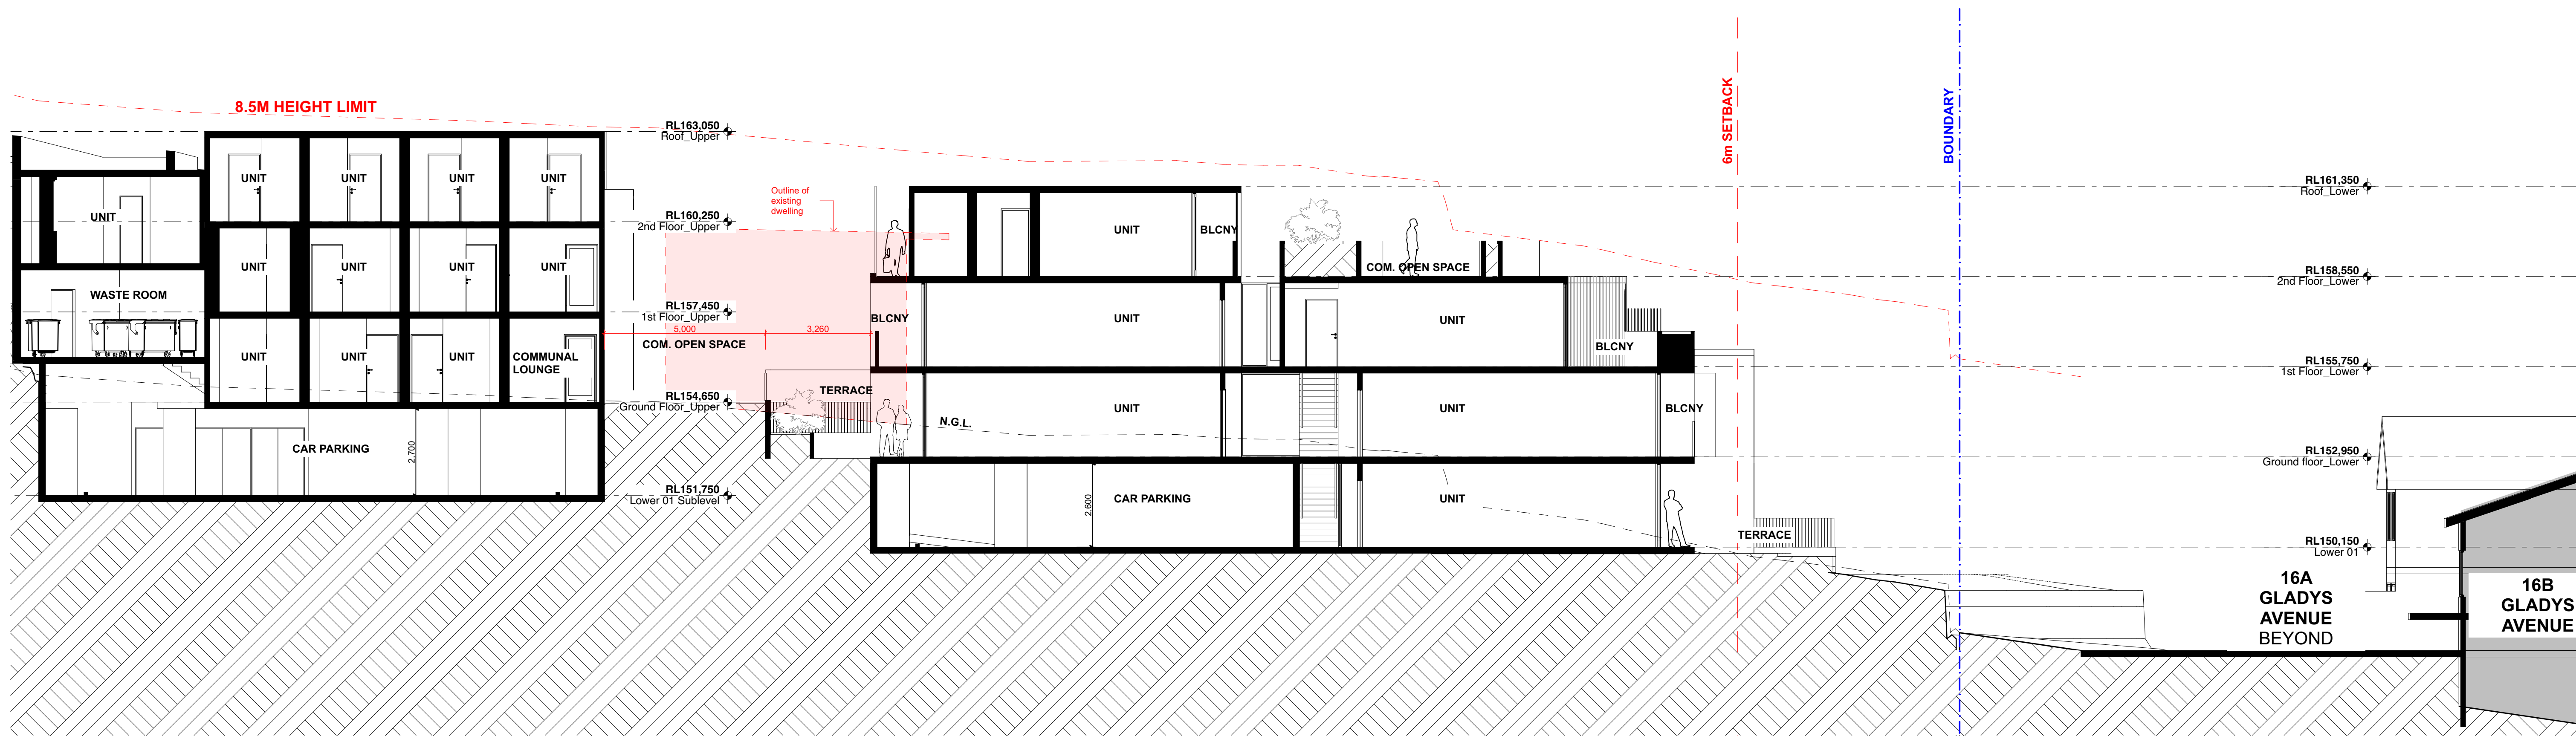 8.5M HEIGHT LIMIT
UNIT
UNIT
UNIT
UNIT
UNIT
UNIT
UNIT
UNIT
UNIT
WASTE ROOM
UNIT
UNIT
UNIT
COMMUNAL
LOUNGE
CAR PARKING
2,700
RL163,050
Roof_Upper
RL160,250
2nd Floor_Upper
RL157,450
1st Floor_Upper
5,000
3,260
COM. OPEN SPACE
RL154,650
Ground Floor_Upper
RL151,750
Lower 01 Sublevel
Outline of
existing
dwelling
TERRACE
BLCNY
N.G.L.
UNIT
BLCNY
COM. OPEN SPACE
UNIT
UNIT
BLCNY
UNIT
UNIT
BLCNY
CAR PARKING
2,600
UNIT
TERRACE
6m SETBACK
BOUNDARY
RL161,350
Roof_Lower
RL158,550
2nd Floor_Lower
RL155,750
1st Floor_Lower
RL152,950
Ground floor_Lower
RL150,150
Lower 01
16A
GLADYS
AVENUE
BEYOND
16B
GLADYS
AVENUE